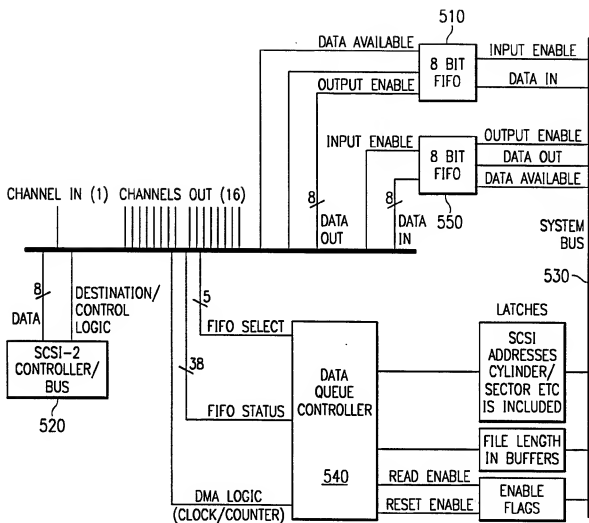 510
DATA AVAILABLE
8 BIT
FIFO
INPUT ENABLE
OUTPUT ENABLE
DATA IN
INPUT ENABLE
8 BIT
FIFO
OUTPUT ENABLE
DATA OUT
DATA AVAILABLE
550
CHANNEL IN (1)
CHANNELS OUT (16)
8
DATA
OUT
8
DATA
IN
SYSTEM
BUS
530
8
DATA
DESTINATION/
CONTROL
LOGIC
5
FIFO SELECT
38
FIFO STATUS
DMA LOGIC
(CLOCK/COUNTER)
SCSI-2
CONTROLLER/
BUS
520
DATA
QUEUE
CONTROLLER
540
LATCHES
SCSI
ADDRESSES
CYLINDER/
SECTOR ETC
IS INCLUDED
FILE LENGTH
IN BUFFERS
READ ENABLE
RESET ENABLE
ENABLE
FLAGS